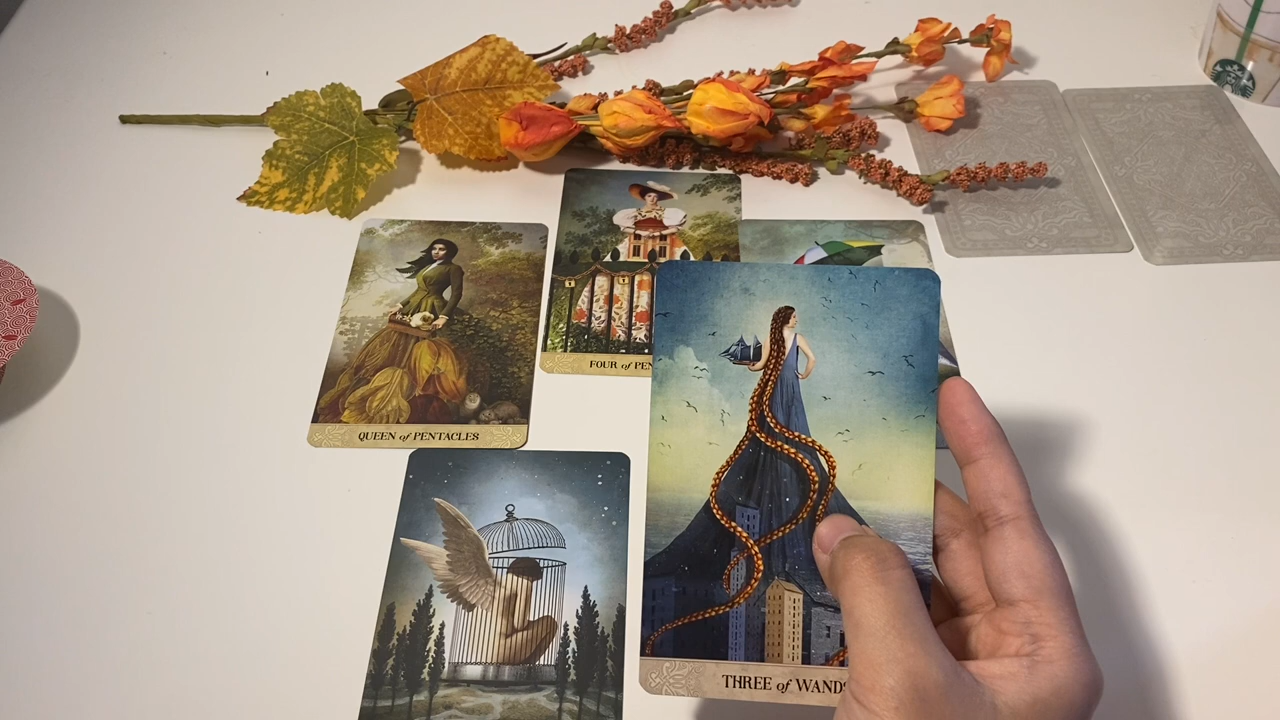 FOUR of PEN
QUEEN of PENTACLES
THREE of WANDS